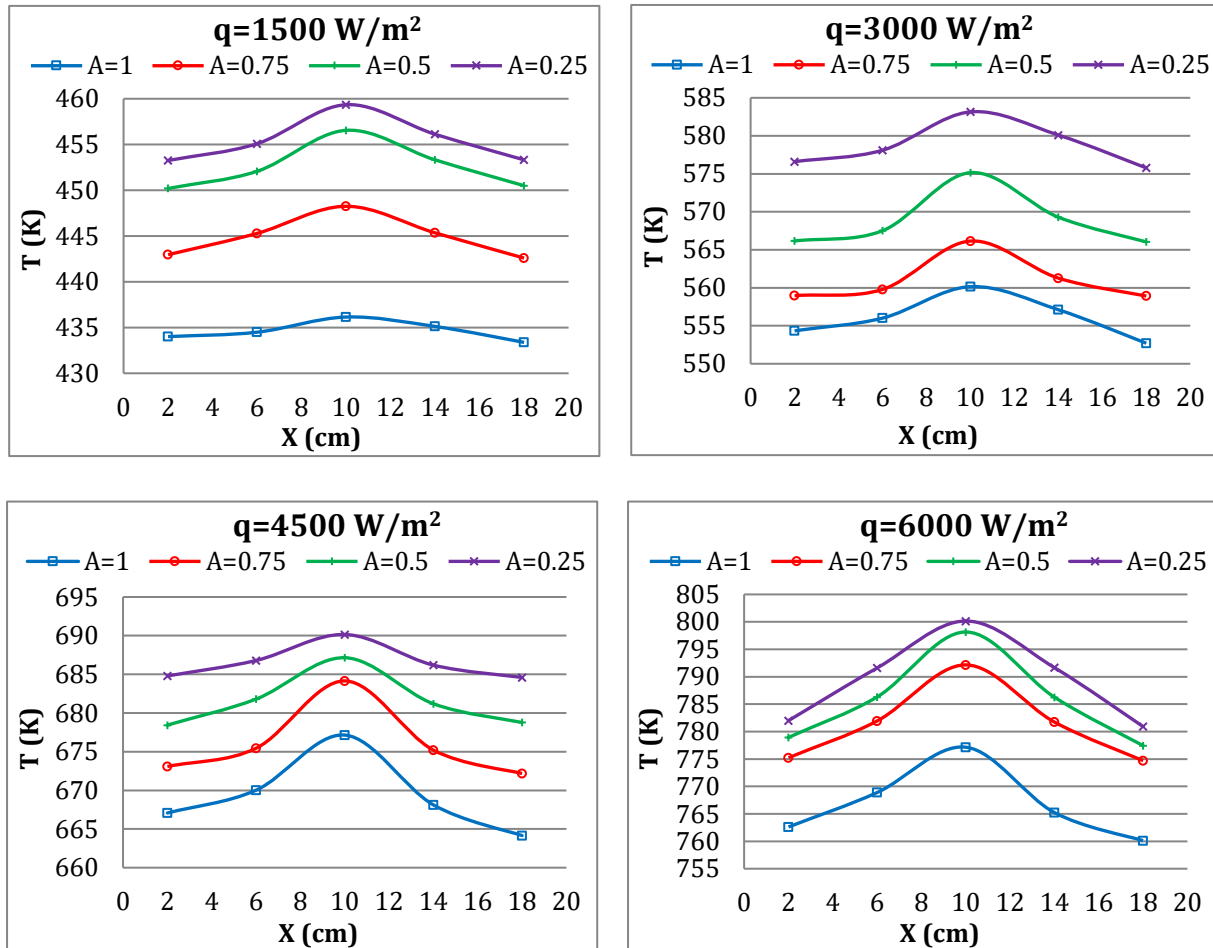 q=1500 W/m²
A=1 A=0.75 A=0.5 A=0.25
460
455
450
445
440
435
430
T (K)
0 2 4 6 8 10 12 14 16 18 20
X (cm)
q=3000 W/m²
A=1 A=0.75 A=0.5 A=0.25
585
580
575
570
565
560
555
550
T (K)
0 2 4 6 8 10 12 14 16 18 20
X (cm)
q=4500 W/m²
A=1 A=0.75 A=0.5 A=0.25
695
690
685
680
675
670
665
660
T (K)
0 2 4 6 8 10 12 14 16 18 20
X (cm)
q=6000 W/m²
A=1 A=0.75 A=0.5 A=0.25
805
800
795
790
785
780
775
770
765
760
755
T (K)
0 2 4 6 8 10 12 14 16 18 20
X (cm)